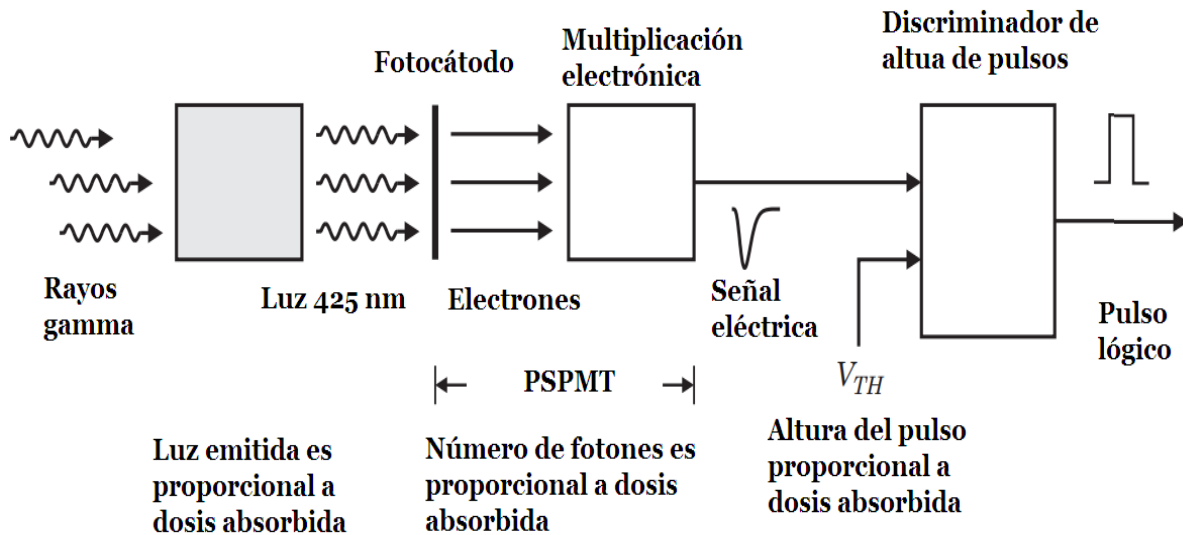 Fotocátodo
Multiplicación
electrónica
Discriminador de
altua de pulsos
Rayos
gamma
Luz 425 nm
Electrones
Señal
eléctrica
Pulso
lógico
PSPMT
V_TH
Luz emitida es
proporcional a
dosis absorbida
Número de fotones es
proporcional a dosis
absorbida
Altura del pulso
proporcional a
dosis absorbida